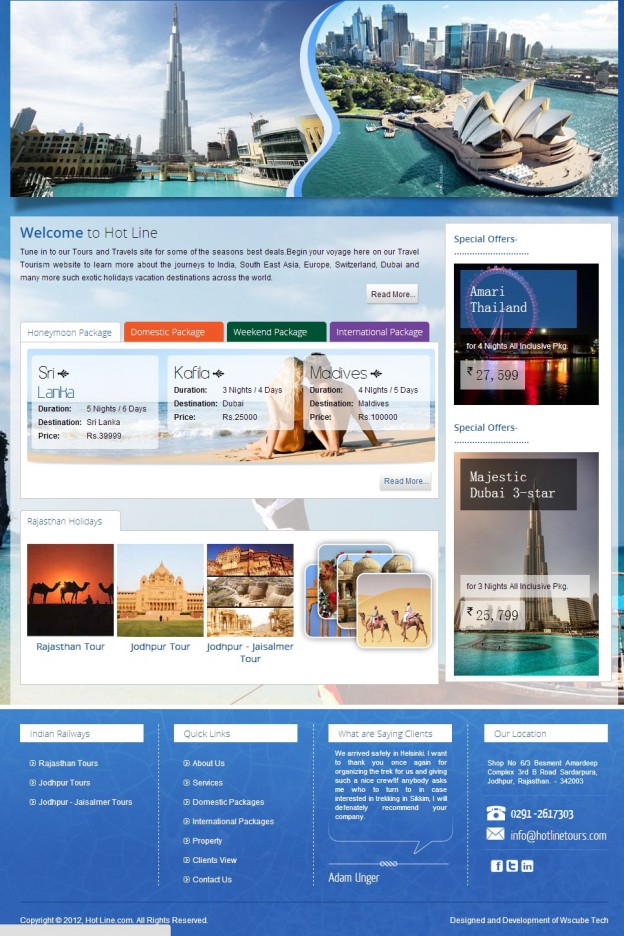 Welcome to Hot Line
Tune in to our Tours and Travels site for some of the seasons best deals.Begin your voyage here on our Travel
Tourism website to learn more about the journeys to India, South East Asia, Europe, Switzerland, Dubai and
many more such exotic holidays vacation destinations across the world.
Read More...
Honeymoon Package
Domestic Package
Weekend Package
International Package
Sri
Lanka
Duration: 5 Nights / 6 Days
Destination: Sri Lanka
Price: Rs.39999
Kafila
Duration: 3 Nights / 4 Days
Destination: Dubai
Price: Rs.25000
Maldives
Duration: 4 Nights / 5 Days
Destination: Maldives
Price: Rs.100000
Read More...
Rajasthan Holidays
Rajasthan Tour
Jodhpur Tour
Jodhpur - Jaisalmer
Tour
Special Offers-
Amari
Thailand
for 4 Nights All Inclusive Pkg.
₹ 27,599
Special Offers-
Majestic
Dubai 3-star
for 3 Nights All Inclusive Pkg.
₹ 25,799
Indian Railways
Rajasthan Tours
Jodhpur Tours
Jodhpur - Jaisalmer Tours
Quick Links
About Us
Services
Domestic Packages
International Packages
Property
Clients View
Contact Us
What are Saying Clients
We arrived safely in Helsinki. I want
to thank you once again for
organizing the trek for us and giving
such a nice crew!If anybody asks
me who to turn to in case
interested in trekking in Sikkim, I will
defenately recommend your
company.
Adam Unger
Our Location
Shop No 6/3 Besment Amardeep
Complex 3rd B Road Sardarpura,
Jodhpur, Rajasthan. - 342003
0291 -2617303
info@hotlinetours.com
Copyright © 2012, Hot Line.com. All Rights Reserved.
Designed and Development of Wscube Tech